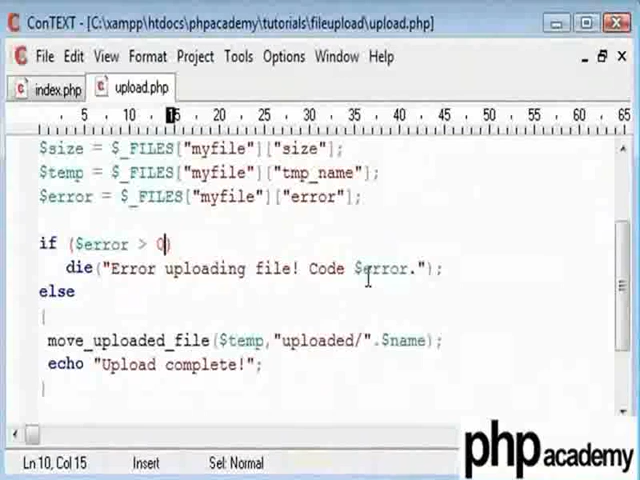 ConTEXT - [C:\xampp\htdocs\phpacademy\tutorials\fileupload\upload.php]
File Edit View Format Project Tools Options Window Help
index.php upload.php
5 10 15 20 25 30 35 40 45 50 55 60 65
$size = $_FILES["myfile"]["size"];
$temp = $_FILES["myfile"]["tmp_name"];
$error = $_FILES["myfile"]["error"];
if ($error > 0)
die("Error uploading file! Code $error.");
else
{
move_uploaded_file($temp,"uploaded/".$name);
echo "Upload complete!";
}
Ln 10, Col 15 Insert Sel: Normal
php academy